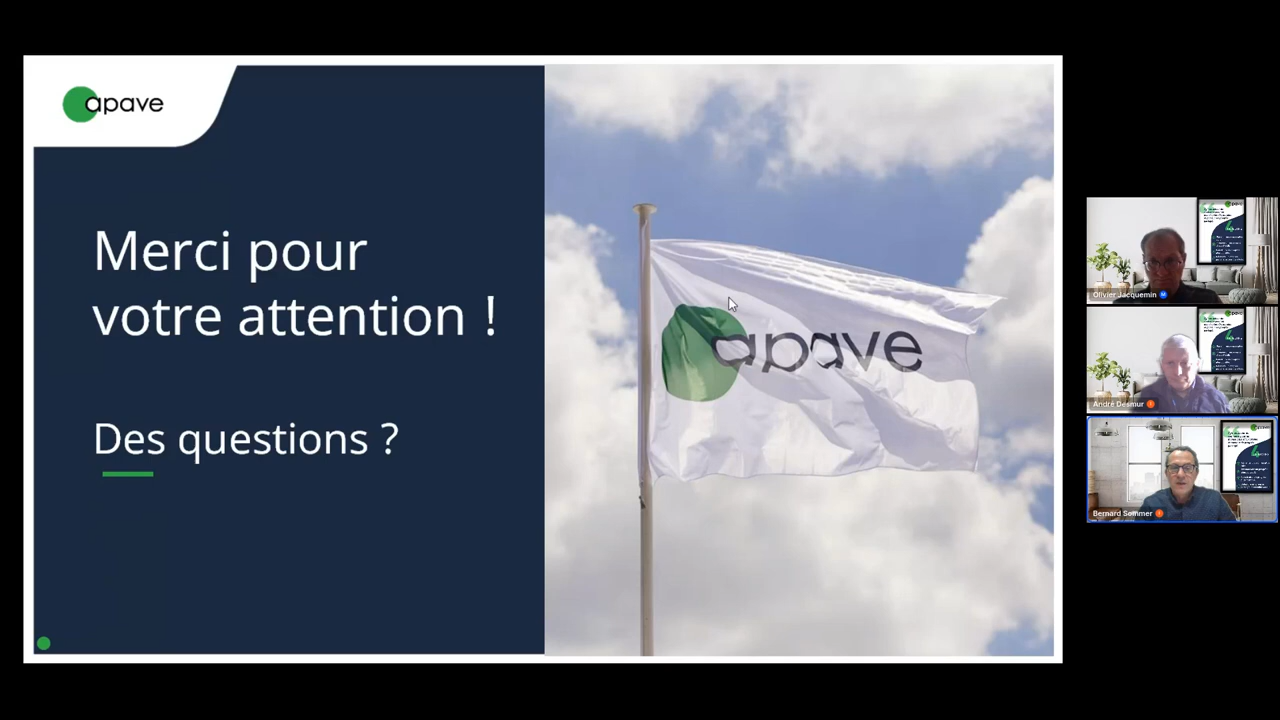 apave
Merci pour
votre attention !
Des questions ?
apave
Olivier Jacquemin
André Desmur
Bernard Sommer